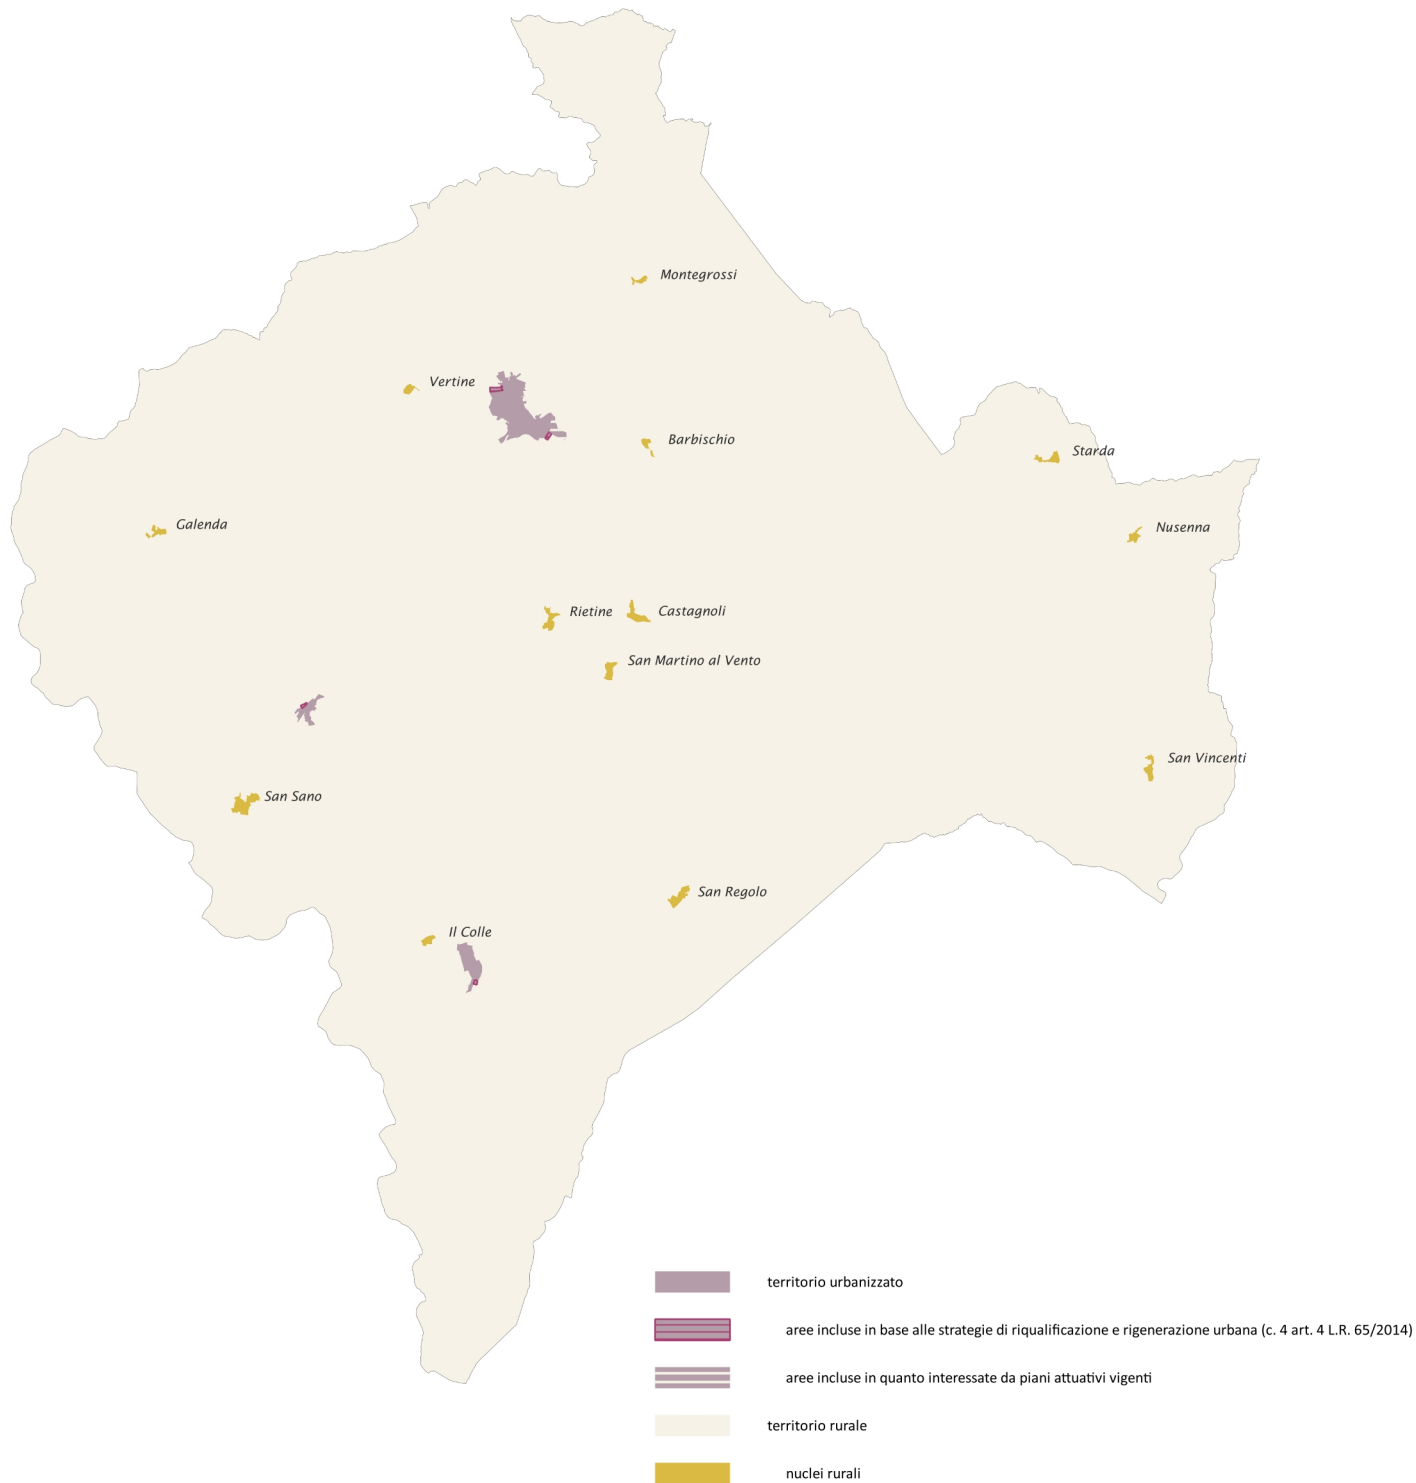 Montegrossi
Vertine
Barbischio
Starda
Galenda
Nusenna
Rietine
Castagnoli
San Martino al Vento
San Vincenti
San Sano
San Regolo
Il Colle
territorio urbanizzato
aree incluse in base alle strategie di riqualificazione e rigenerazione urbana (c. 4 art. 4 L.R. 65/2014)
aree incluse in quanto interessate da piani attuativi vigenti
territorio rurale
nuclei rurali